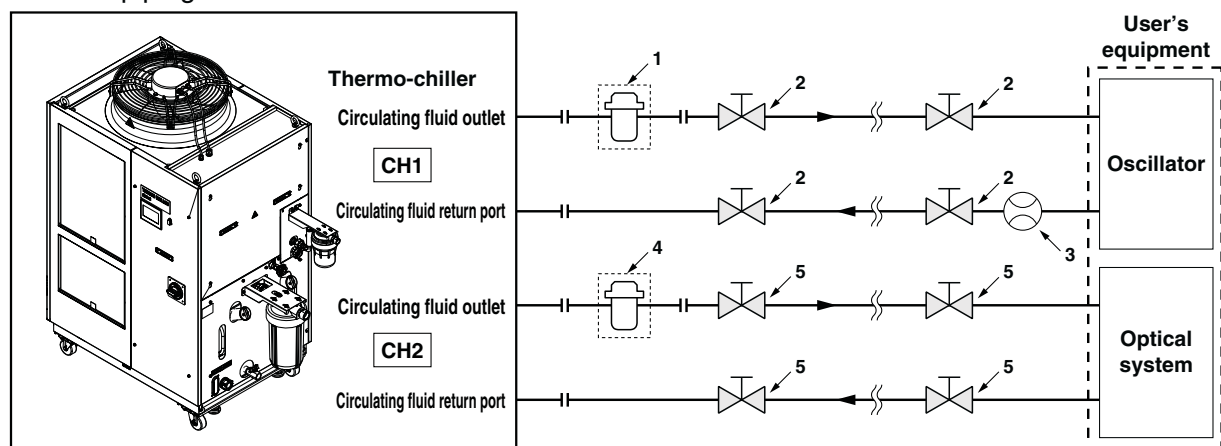 User's
equipment
Thermo-chiller
1
2
2
Circulating fluid outlet
CH1
Oscillator
2
2
Circulating fluid return port
3
4
5
5
Circulating fluid outlet
CH2
Optical
system
5
5
Circulating fluid return port